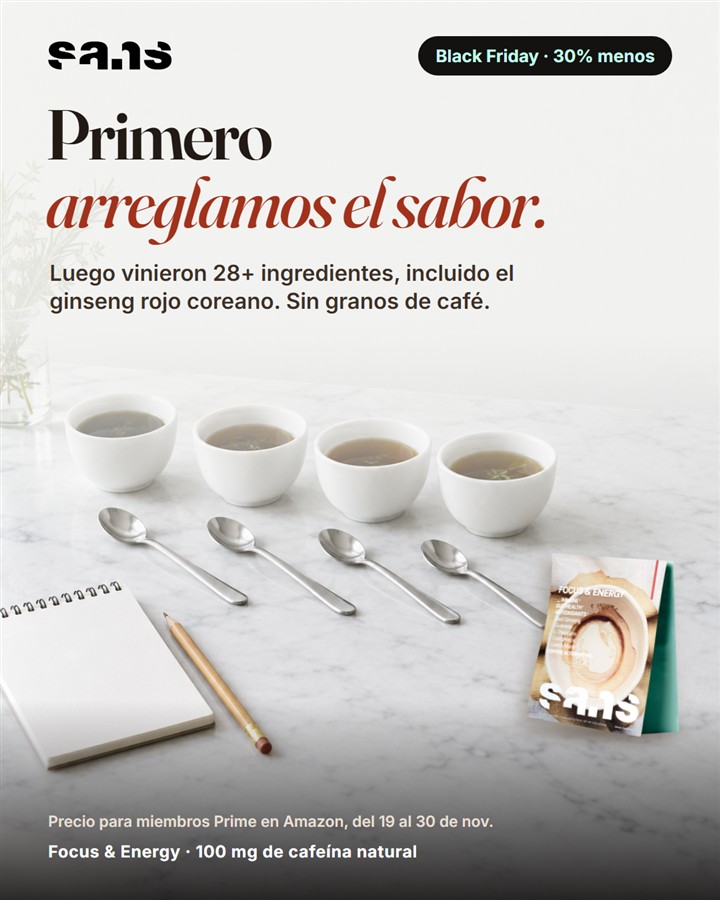 sans
Black Friday · 30% menos
Primero
arreglamos el sabor.
Luego vinieron 28+ ingredientes, incluido el
ginseng rojo coreano. Sin granos de café.
FOCUS & ENERGY
sans
Precio para miembros Prime en Amazon, del 19 al 30 de nov.
Focus & Energy · 100 mg de cafeína natural